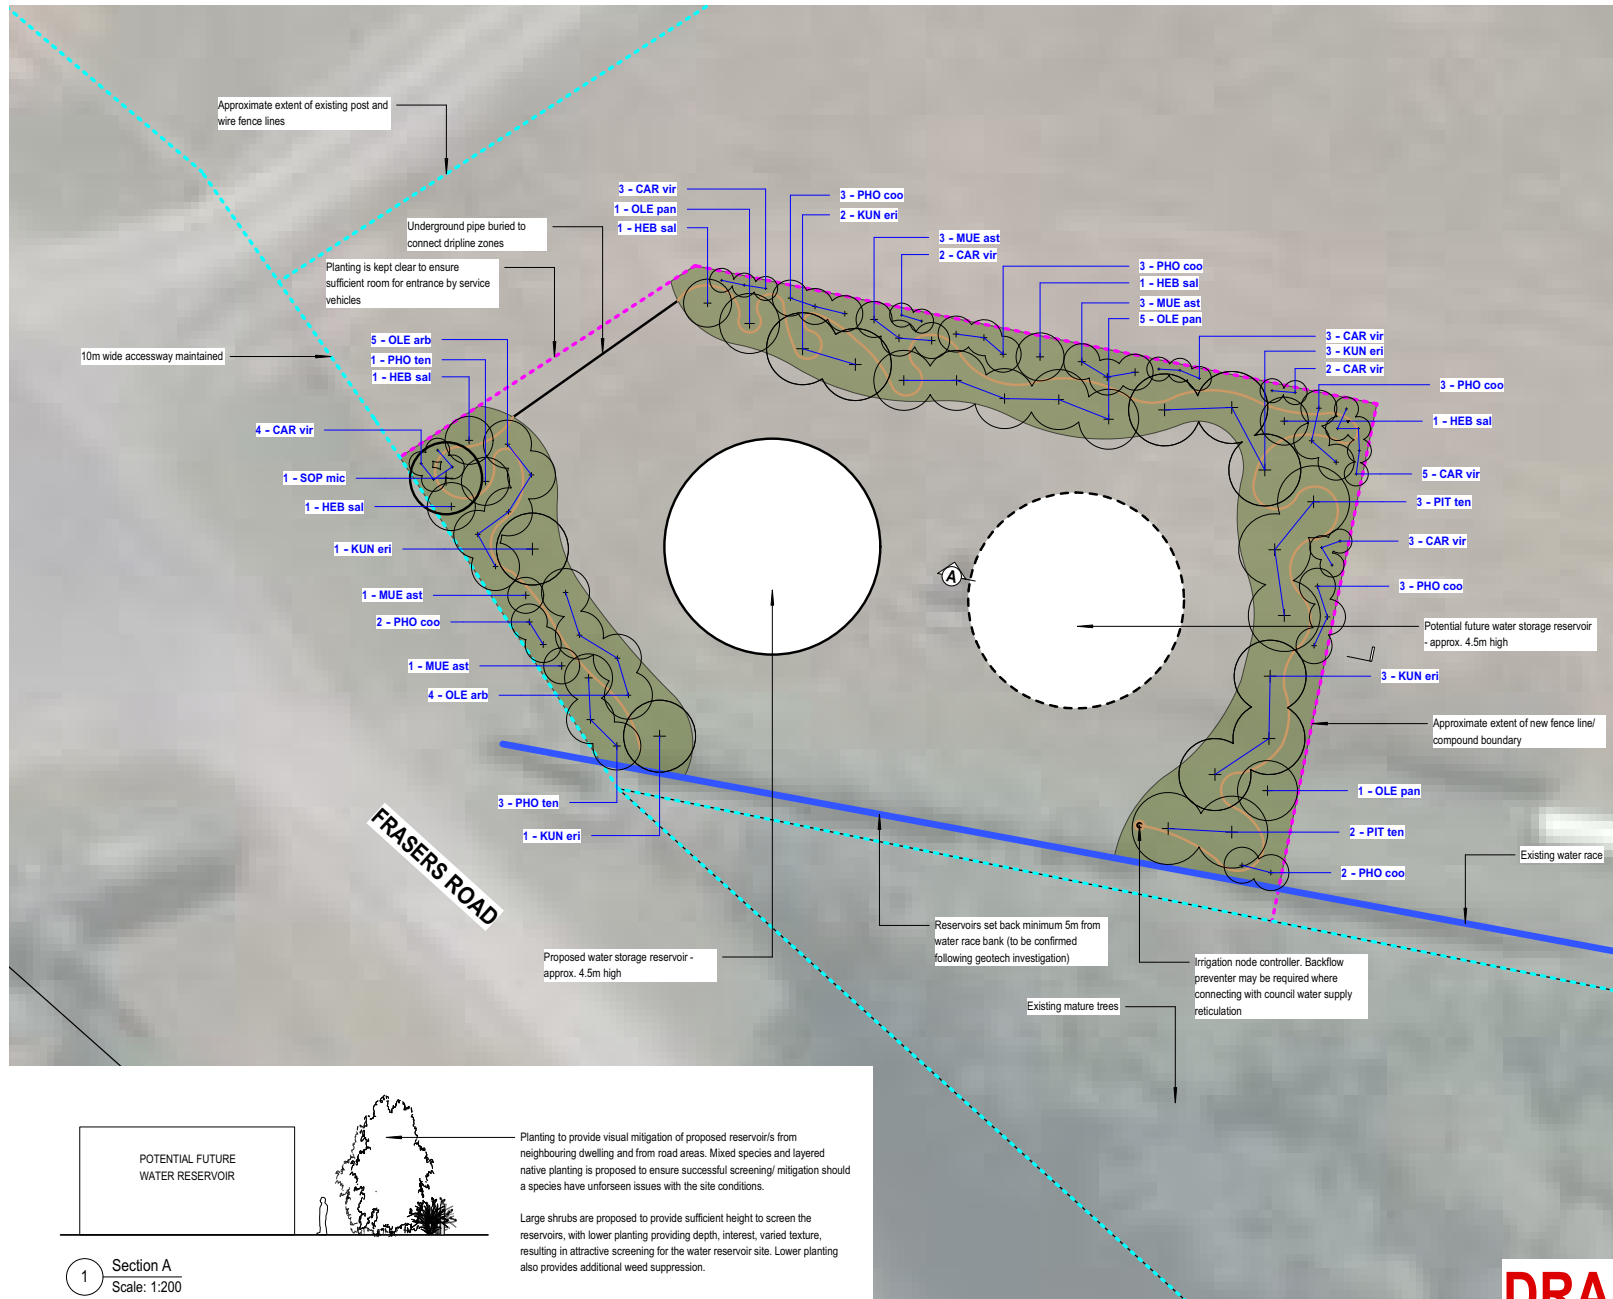 Approximate extent of existing post and
wire fence lines
3 - CAR vir
1 - OLE pan
1 - HEB sal
3 - PHO coo
2 - KUN eri
Underground pipe buried to
connect dripline zones
3 - MUE ast
2 - CAR vir
Planting is kept clear to ensure
sufficient room for entrance by service
vehicles
3 - PHO coo
1 - HEB sal
3 - MUE ast
5 - OLE pan
10m wide accessway maintained
5 - OLE arb
1 - PHO ten
1 - HEB sal
3 - CAR vir
3 - KUN eri
2 - CAR vir
3 - PHO coo
4 - CAR vir
1 - HEB sal
1 - SOP mic
5 - CAR vir
1 - HEB sal
3 - PIT ten
1 - KUN eri
3 - CAR vir
A
1 - MUE ast
3 - PHO coo
2 - PHO coo
Potential future water storage reservoir
- approx. 4.5m high
1 - MUE ast
3 - KUN eri
4 - OLE arb
Approximate extent of new fence line/
compound boundary
3 - PHO ten
1 - OLE pan
1 - KUN eri
2 - PIT ten
FRASERS ROAD
Existing water race
2 - PHO coo
Reservoirs set back minimum 5m from
water race bank (to be confirmed
following geotech investigation)
Proposed water storage reservoir -
approx. 4.5m high
Irrigation node controller. Backflow
preventer may be required where
connecting with council water supply
reticulation
Existing mature trees
POTENTIAL FUTURE
WATER RESERVOIR
Planting to provide visual mitigation of proposed reservoir/s from
neighbouring dwelling and from road areas. Mixed species and layered
native planting is proposed to ensure successful screening/ mitigation should
a species have unforseen issues with the site conditions.
Large shrubs are proposed to provide sufficient height to screen the
reservoirs, with lower planting providing depth, interest, varied texture,
resulting in attractive screening for the water reservoir site. Lower planting
also provides additional weed suppression.
1
Section A
Scale: 1:200
DRA